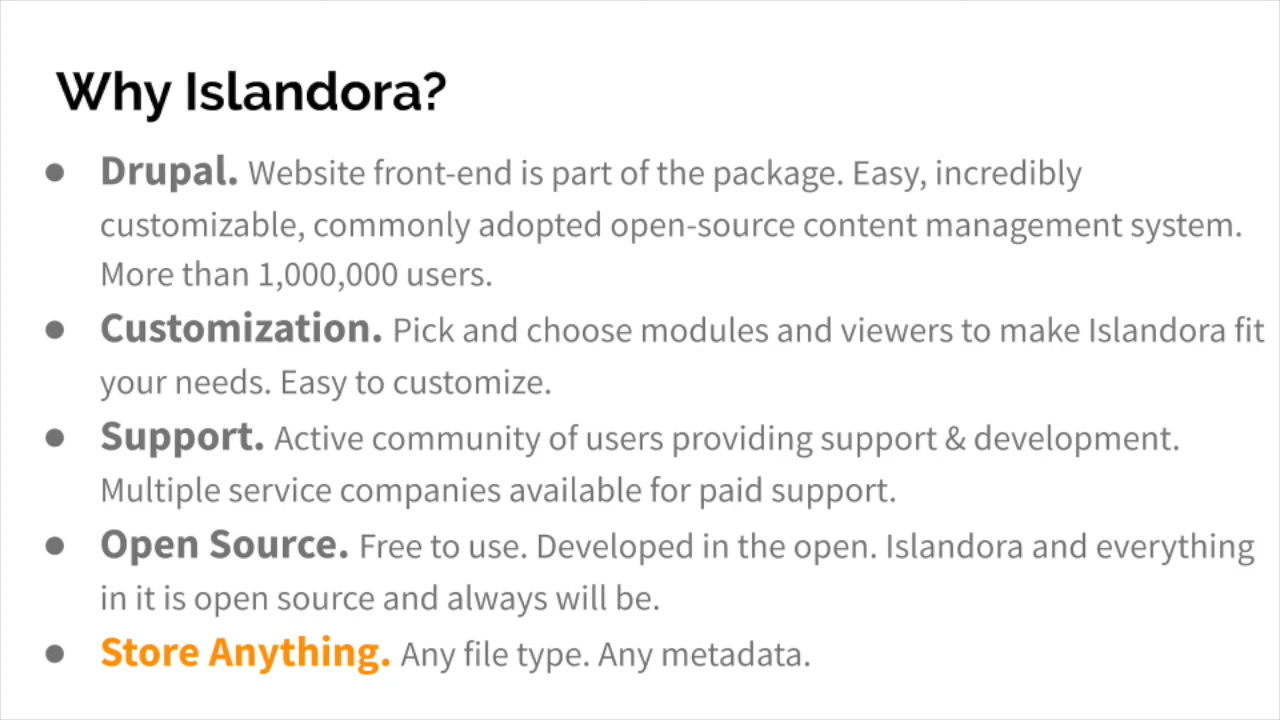 Why Islandora?
● Drupal. Website front-end is part of the package. Easy, incredibly
customizable, commonly adopted open-source content management system.
More than 1,000,000 users.
● Customization. Pick and choose modules and viewers to make Islandora fit
your needs. Easy to customize.
● Support. Active community of users providing support & development.
Multiple service companies available for paid support.
● Open Source. Free to use. Developed in the open. Islandora and everything
in it is open source and always will be.
● Store Anything. Any file type. Any metadata.